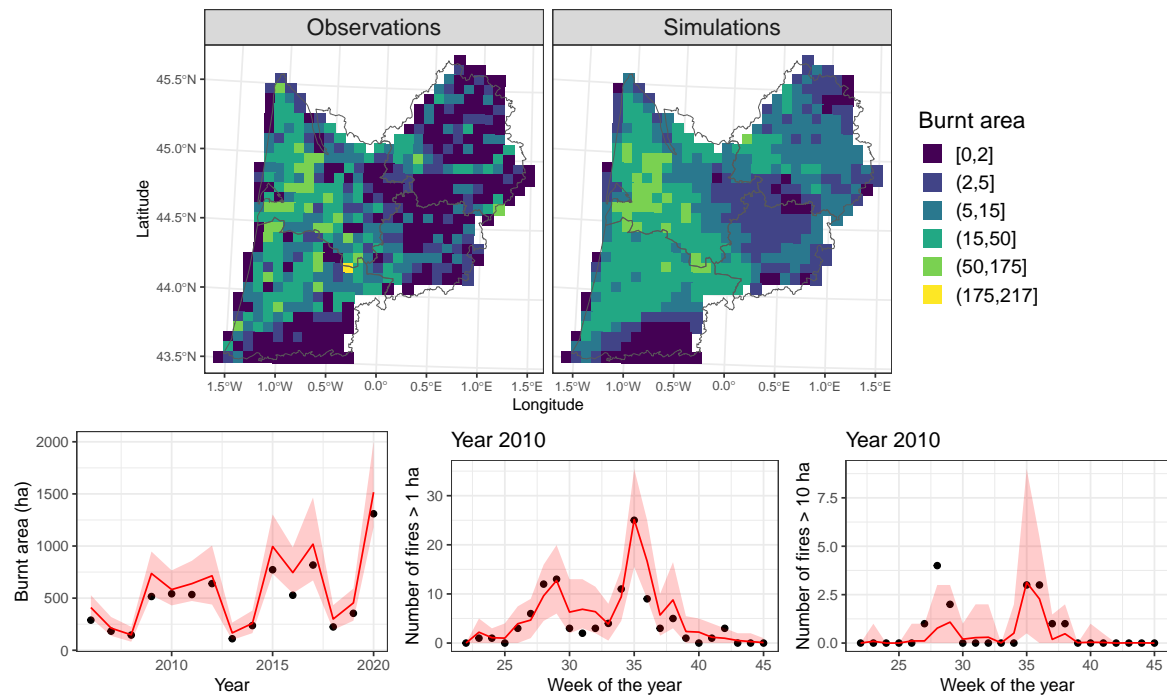 Observations Simulations
Latitude
45.5°N
45.0°N
44.5°N
44.0°N
43.5°N
1.5°W 1.0°W 0.5°W 0.0° 0.5°E 1.0°E 1.5°E 1.5°W 1.0°W 0.5°W 0.0° 0.5°E 1.0°E 1.5°E
Longitude
Burnt area
[0,2]
(2,5]
(5,15]
(15,50]
(50,175]
(175,217]
Burnt area (ha)
2000
1500
1000
500
0
2010 2015 2020
Year
Year 2010
Number of fires > 1 ha
30
20
10
0
25 30 35 40 45
Week of the year
Year 2010
Number of fires > 10 ha
7.5
5.0
2.5
0.0
25 30 35 40 45
Week of the year